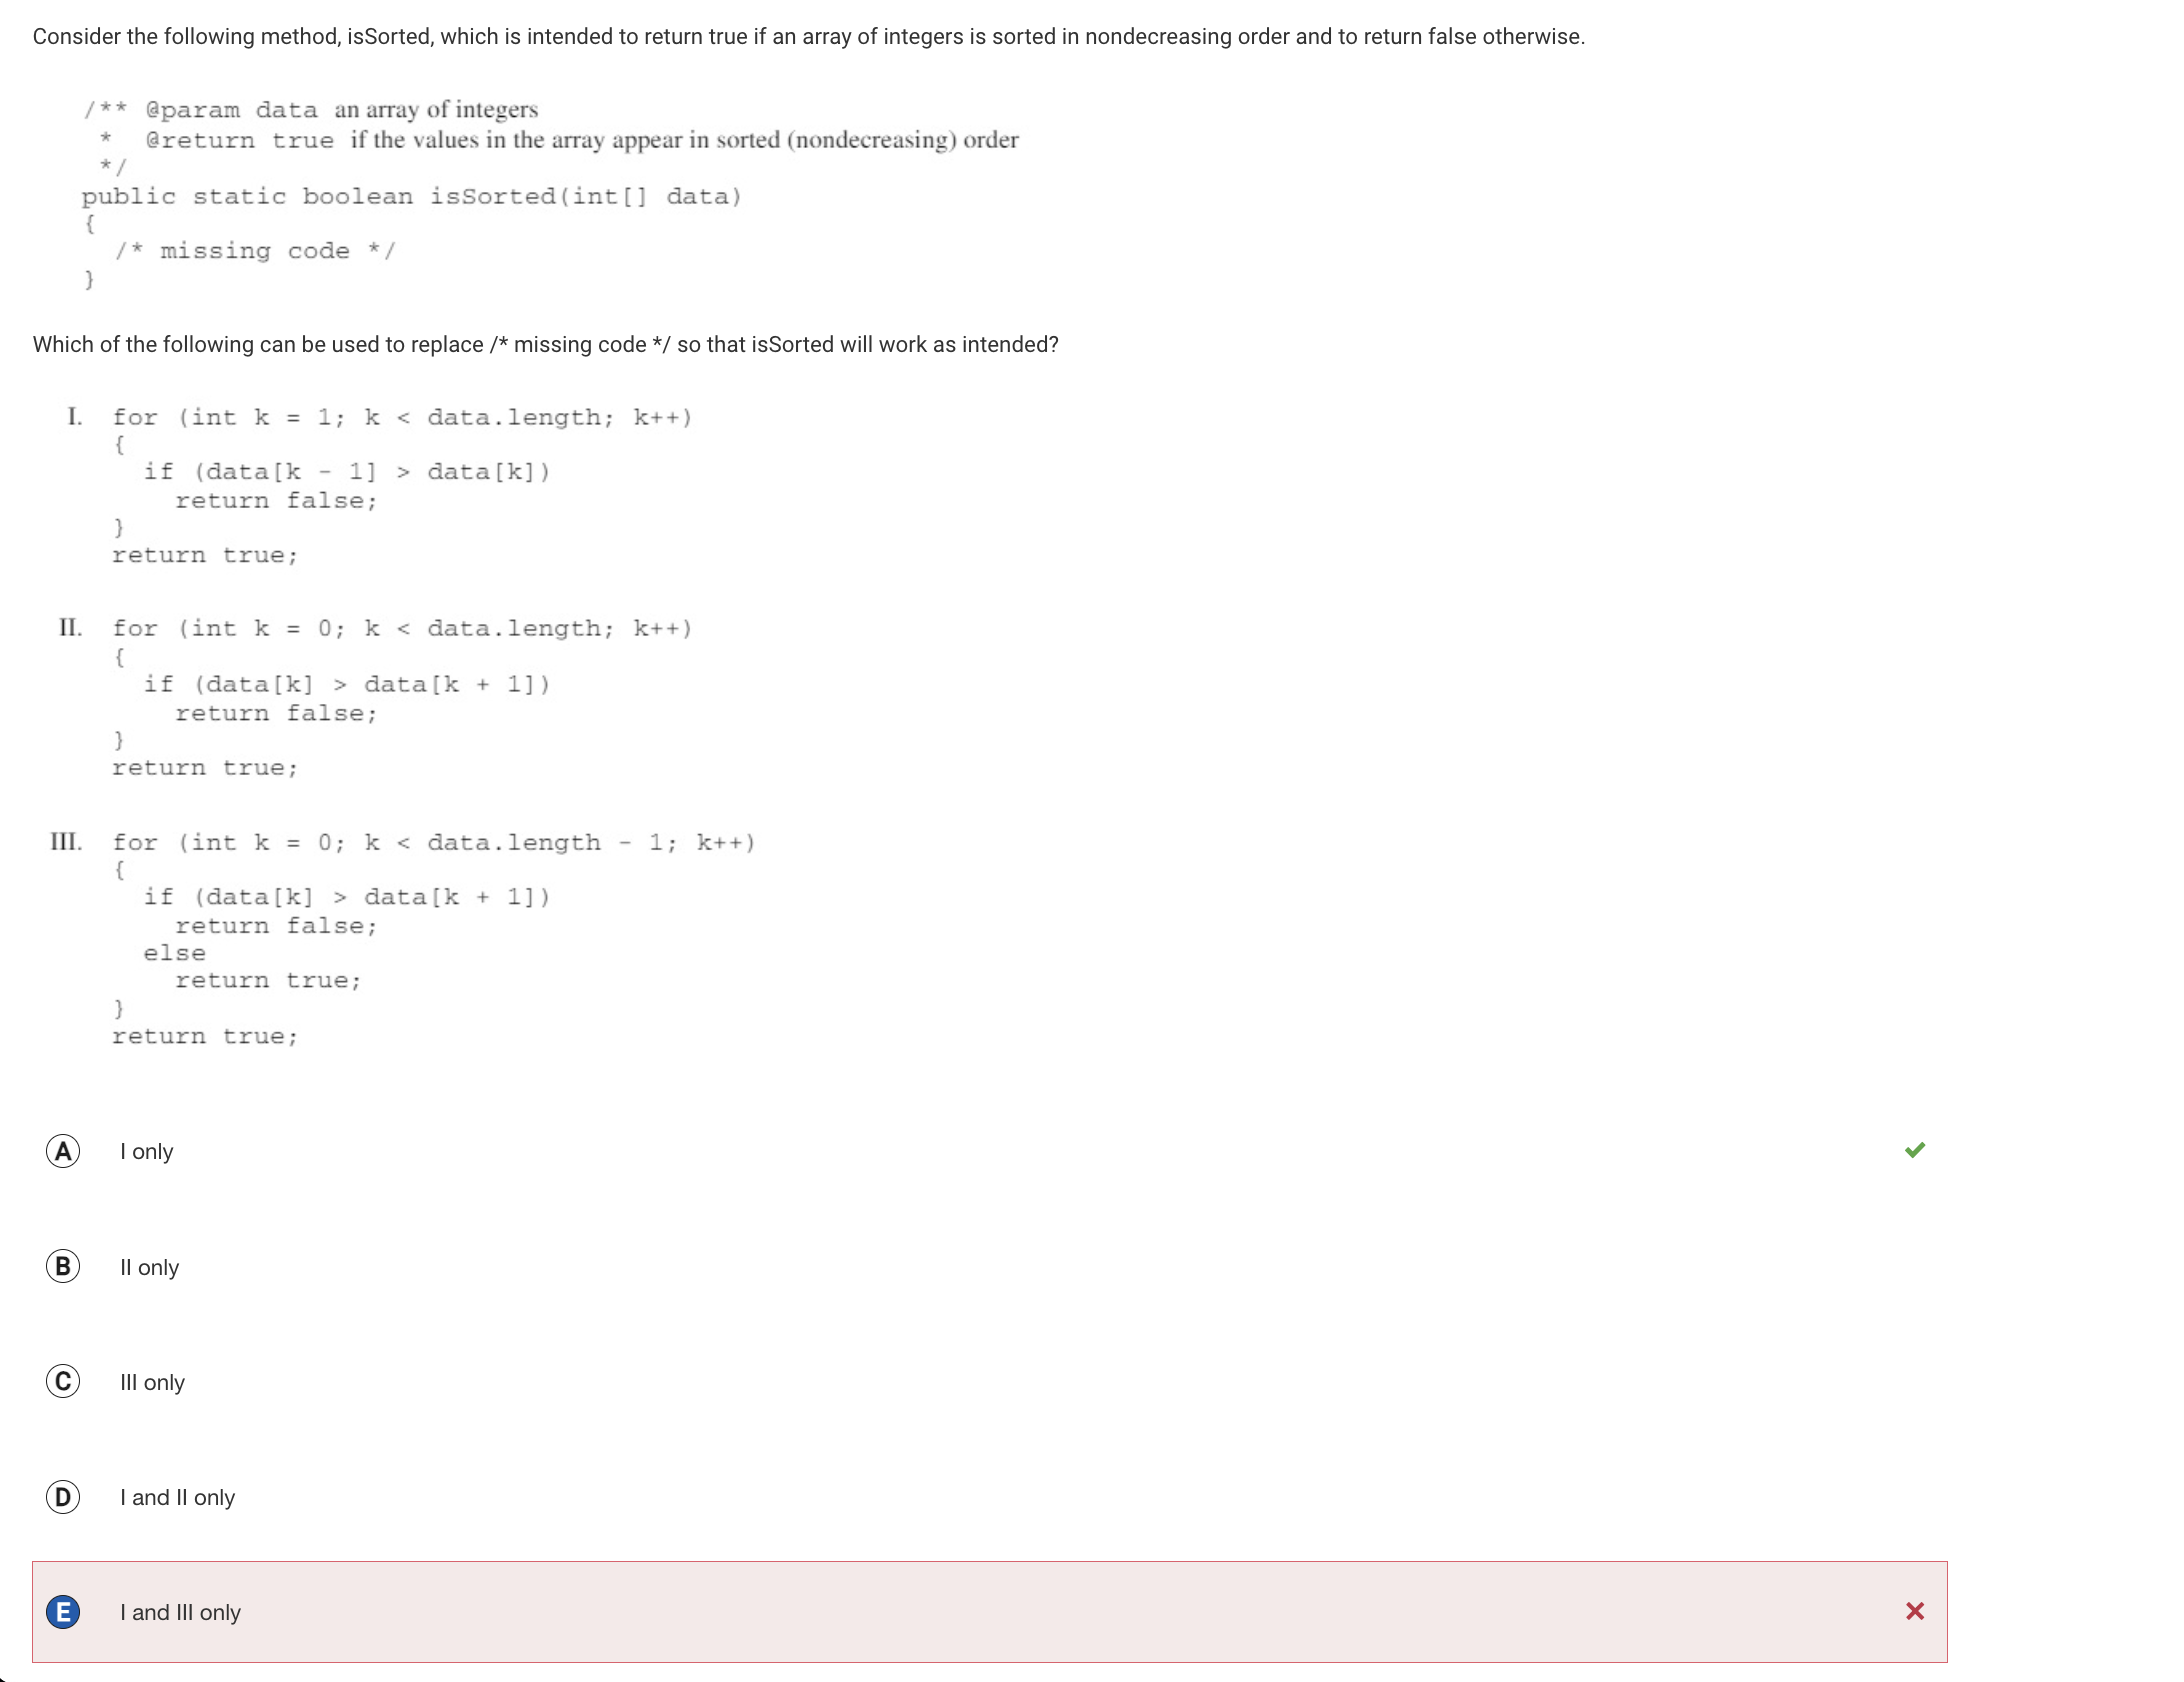 Consider the following method, isSorted, which is intended to return true if an array of integers is sorted in nondecreasing order and to return false otherwise.
/** @param data an array of integers
* @return true if the values in the array appear in sorted (nondecreasing) order
*/
public static boolean isSorted(int[] data)
{
/* missing code */
}
Which of the following can be used to replace /* missing code */ so that isSorted will work as intended?
I. for (int k = 1; k < data.length; k++)
{
if (data[k - 1] > data[k])
return false;
}
return true;
II. for (int k = 0; k < data.length; k++)
{
if (data[k] > data[k + 1])
return false;
}
return true;
III. for (int k = 0; k < data.length - 1; k++)
{
if (data[k] > data[k + 1])
return false;
else
return true;
}
return true;
A I only
B II only
C III only
D I and II only
E I and III only